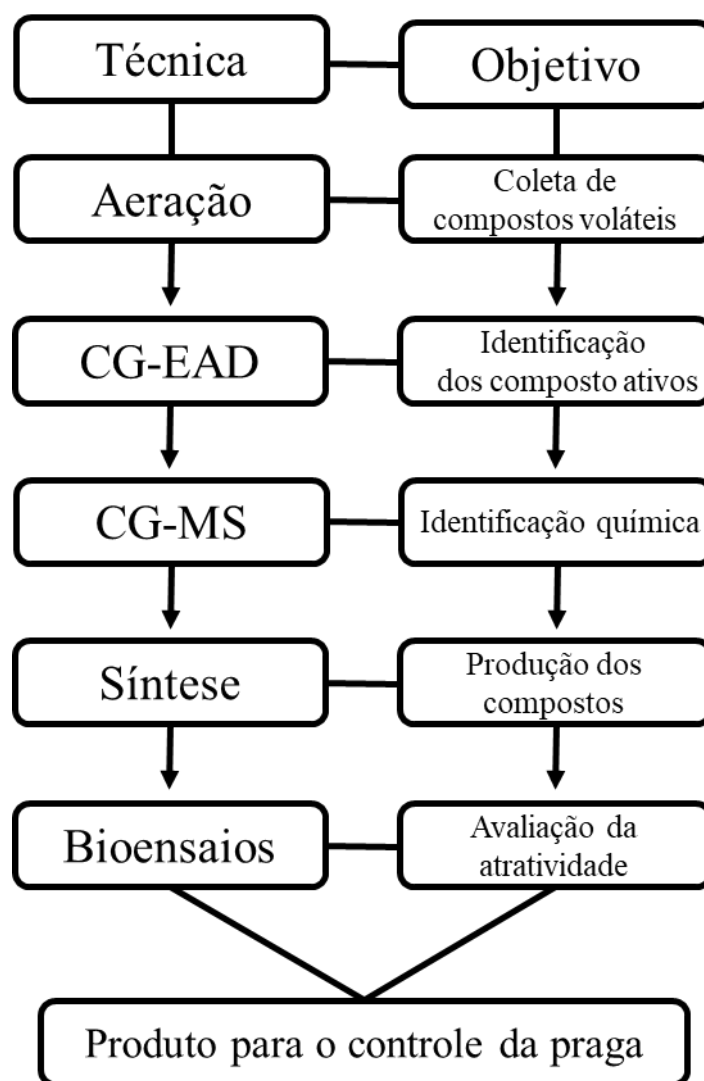 Técnica
Objetivo
Aeração
Coleta de
compostos voláteis
CG-EAD
Identificação
dos composto ativos
CG-MS
Identificação química
Síntese
Produção dos
compostos
Bioensaios
Avaliação da
atratividade
Produto para o controle da praga